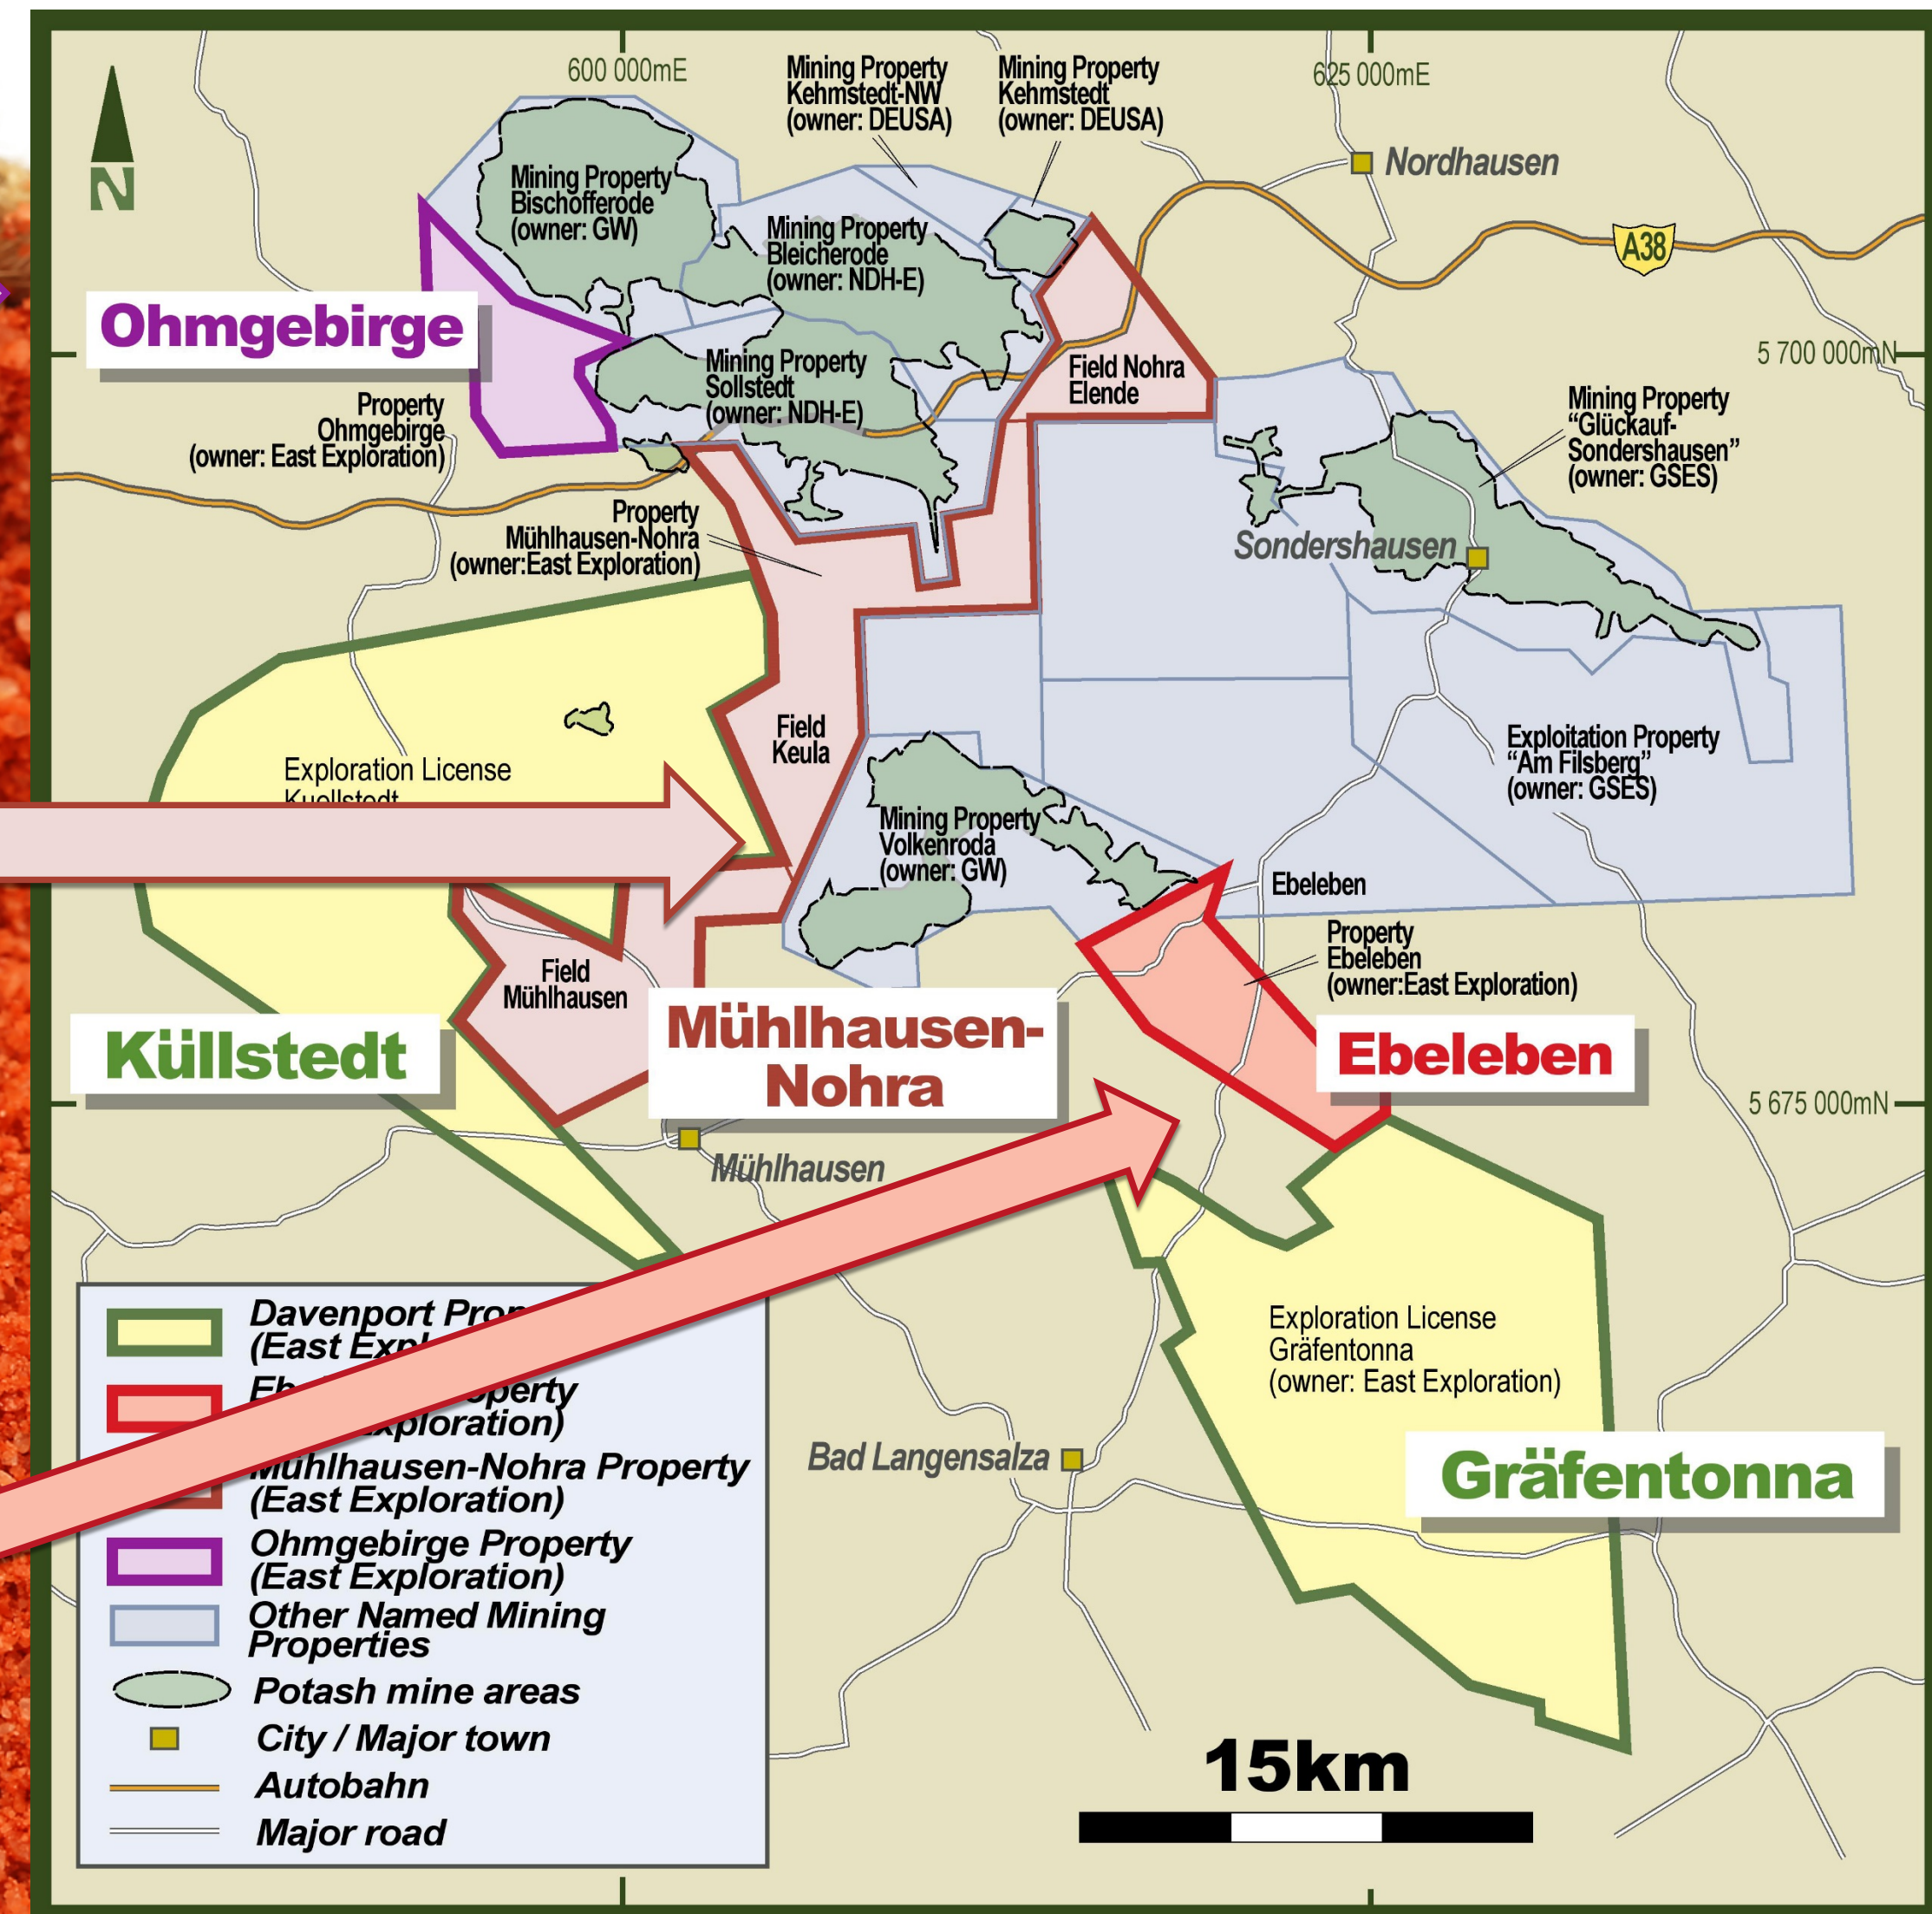 600 000mE
625 000mE
Mining Property
Kehmstedt-NW
(owner: DEUSA)
Mining Property
Kehmstedt
(owner: DEUSA)
N
Nordhausen
Mining Property
Bischofferode
(owner: GW)
Mining Property
Bleicherode
(owner: NDH-E)
A38
Ohmgebirge
5 700 000mN
Mining Property
Sollstedt
(owner: NDH-E)
Field Nohra
Elende
Property
Ohmgebirge
(owner: East Exploration)
Mining Property
“Glückauf-
Sondershausen”
(owner: GSES)
Property
Mühlhausen-Nohra
(owner:East Exploration)
Sondershausen
Field
Keula
Exploration License
Exploitation Property
“Am Filsberg”
(owner: GSES)
Mining Property
Volkenroda
(owner: GW)
Ebeleben
Property
Ebeleben
(owner:East Exploration)
Field
Mühlhausen
Küllstedt
Mühlhausen-
Nohra
Ebeleben
5 675 000mN
Mühlhausen
Exploration License
Gräfentonna
(owner: East Exploration)
Bad Langensalza
Gräfentonna
Davenport
(East
Mühlhausen-Nohra Property
(East Exploration)
Ohmgebirge Property
(East Exploration)
Other Named Mining
Properties
Potash mine areas
City / Major town
Autobahn
Major road
15km